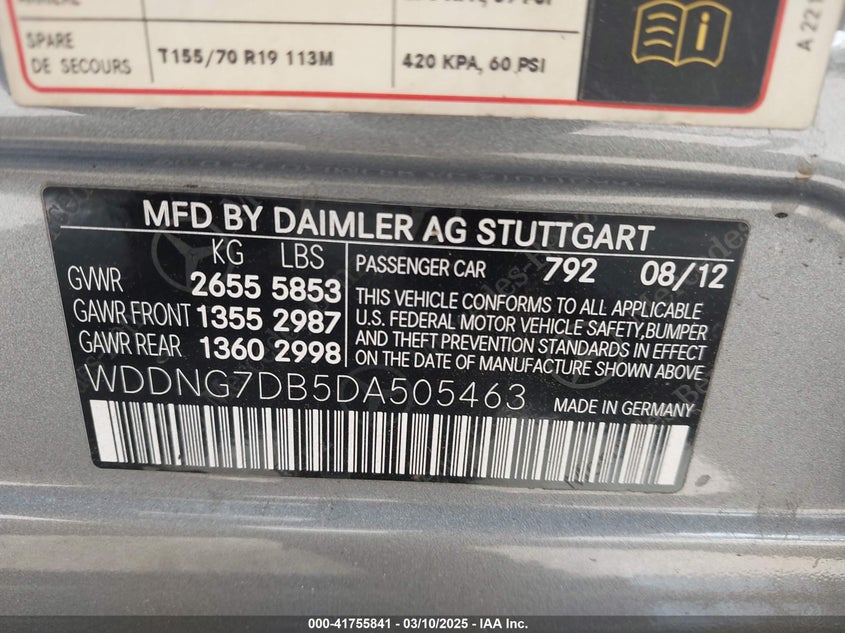 SPARE
DE SECOURS
T155/70 R19 113M
420 KPA, 60 PSI
A 221
MFD BY DAIMLER AG STUTTGART
KG LBS
GVWR 2655 5853
GAWR FRONT 1355 2987
GAWR REAR 1360 2998
PASSENGER CAR 792 08/12
THIS VEHICLE CONFORMS TO ALL APPLICABLE
U.S. FEDERAL MOTOR VEHICLE SAFETY,BUMPER
AND THEFT PREVENTION STANDARDS IN EFFECT
ON THE DATE OF MANUFACTURE SHOWN ABOVE
WDDNG7DB5DA505463
MADE IN GERMANY
000-41755841 / 03/10/2025 - IAA Inc.